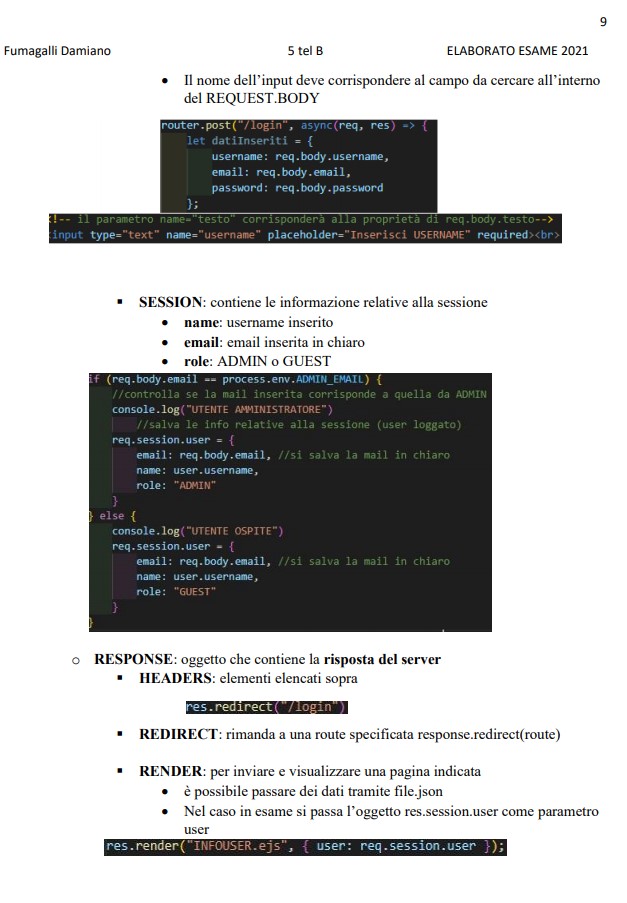 9
Fumagalli Damiano 5 tel B ELABORATO ESAME 2021
• Il nome dell’input deve corrispondere al campo da cercare all’interno
del REQUEST.BODY
router.post("/login", async(req, res) => {
let datiInseriti = {
username: req.body.username,
email: req.body.email,
password: req.body.password
};
<!-- il parametro name="testo" corrisponderà alla proprietà di req.body.testo-->
<input type="text" name="username" placeholder="Inserisci USERNAME" required><br>
▪ SESSION: contiene le informazione relative alla sessione
• name: username inserito
• email: email inserita in chiaro
• role: ADMIN o GUEST
if (req.body.email == process.env.ADMIN_EMAIL) {
//controlla se la mail inserita corrisponde a quella da ADMIN
console.log("UTENTE AMMINISTRATORE")
//salva le info relative alla sessione (user loggato)
req.session.user = {
email: req.body.email, //si salva la mail in chiaro
name: user.username,
role: "ADMIN"
}
} else {
console.log("UTENTE OSPITE")
req.session.user = {
email: req.body.email, //si salva la mail in chiaro
name: user.username,
role: "GUEST"
}
}
o RESPONSE: oggetto che contiene la risposta del server
▪ HEADERS: elementi elencati sopra
res.redirect("/login")
▪ REDIRECT: rimanda a una route specificata response.redirect(route)
▪ RENDER: per inviare e visualizzare una pagina indicata
• è possibile passare dei dati tramite file.json
• Nel caso in esame si passa l’oggetto res.session.user come parametro
user
res.render("INFOUSER.ejs", { user: req.session.user });